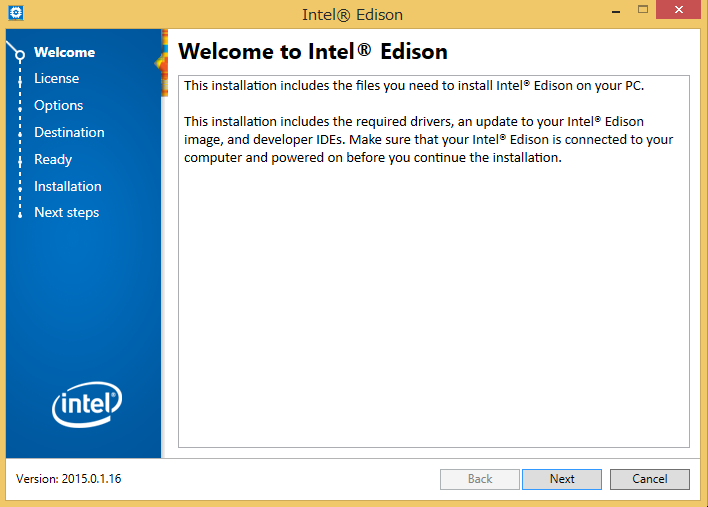 Intel® Edison
Welcome
License
Options
Destination
Ready
Installation
Next steps
intel
Welcome to Intel® Edison
This installation includes the files you need to install Intel® Edison on your PC.
This installation includes the required drivers, an update to your Intel® Edison
image, and developer IDEs. Make sure that your Intel® Edison is connected to your
computer and powered on before you continue the installation.
Version: 2015.0.1.16
Back
Next
Cancel